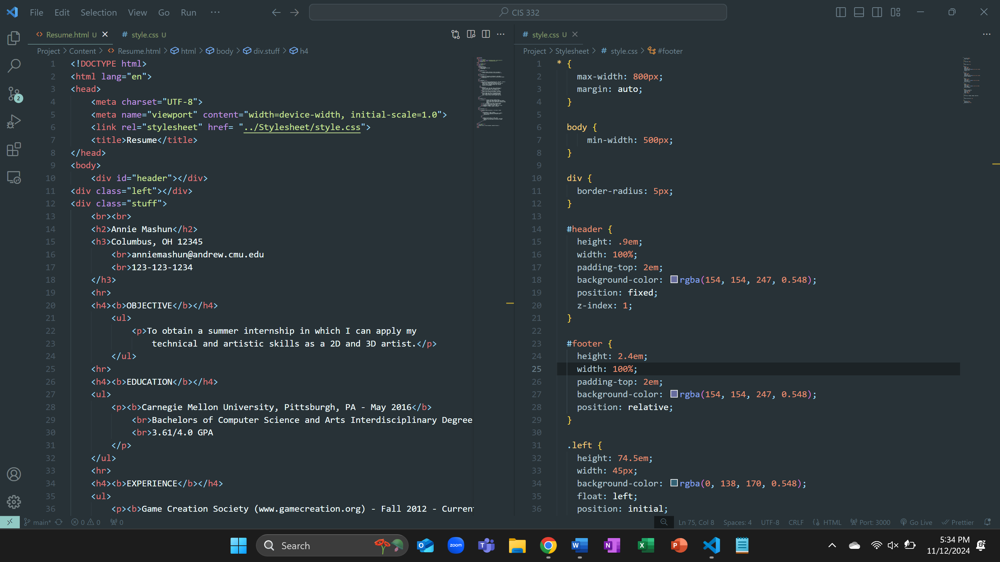 File Edit Selection View Go Run ··· CIS 332
Resume.html U style.css U
Project > Content > Resume.html > html > body > div.stuff > h4
1 <!DOCTYPE html>
2 <html lang="en">
3 <head>
4 <meta charset="UTF-8">
5 <meta name="viewport" content="width=device-width, initial-scale=1.0">
6 <link rel="stylesheet" href= "../Stylesheet/style.css">
7 <title>Resume</title>
8 </head>
9 <body>
10 <div id="header"></div>
11 <div class="left"></div>
12 <div class="stuff">
13 <br><br>
14 <h2>Annie Mashun</h2>
15 <h3>Columbus, OH 12345
16 <br>anniemashun@andrew.cmu.edu
17 <br>123-123-1234
18 </h3>
19 <hr>
20 <h4><b>OBJECTIVE</b></h4>
21 <ul>
22 <p>To obtain a summer internship in which I can apply my
23 technical and artistic skills as a 2D and 3D artist.</p>
24 </ul>
25 <hr>
26 <h4><b>EDUCATION</b></h4>
27 <ul>
28 <p><b>Carnegie Mellon University, Pittsburgh, PA - May 2016</b>
29 <br>Bachelors of Computer Science and Arts Interdisciplinary Degree
30 <br>3.61/4.0 GPA
31 </p>
32 </ul>
33 <hr>
34 <h4><b>EXPERIENCE</b></h4>
35 <ul>
36 <p><b>Game Creation Society (www.gamecreation.org) - Fall 2012 - Current
style.css U
Project > Stylesheet > # style.css > #footer
1 * {
2 max-width: 800px;
3 margin: auto;
4 }
5
6 body {
7 min-width: 500px;
8 }
9
10 div {
11 border-radius: 5px;
12 }
13
14 #header {
15 height: .9em;
16 width: 100%;
17 padding-top: 2em;
18 background-color: rgba(154, 154, 247, 0.548);
19 position: fixed;
20 z-index: 1;
21 }
22
23 #footer {
24 height: 2.4em;
25 width: 100%;
26 padding-top: 2em;
27 background-color: rgba(154, 154, 247, 0.548);
28 position: relative;
29 }
30
31 .left {
32 height: 74.5em;
33 width: 45px;
34 background-color: rgba(0, 138, 170, 0.548);
35 float: left;
36 position: initial;
2
main* 0 0 0 Ln 75, Col 8 Spaces: 4 UTF-8 CRLF HTML Port: 3000 Go Live Prettier
Search zoom 5:34 PM
11/12/2024